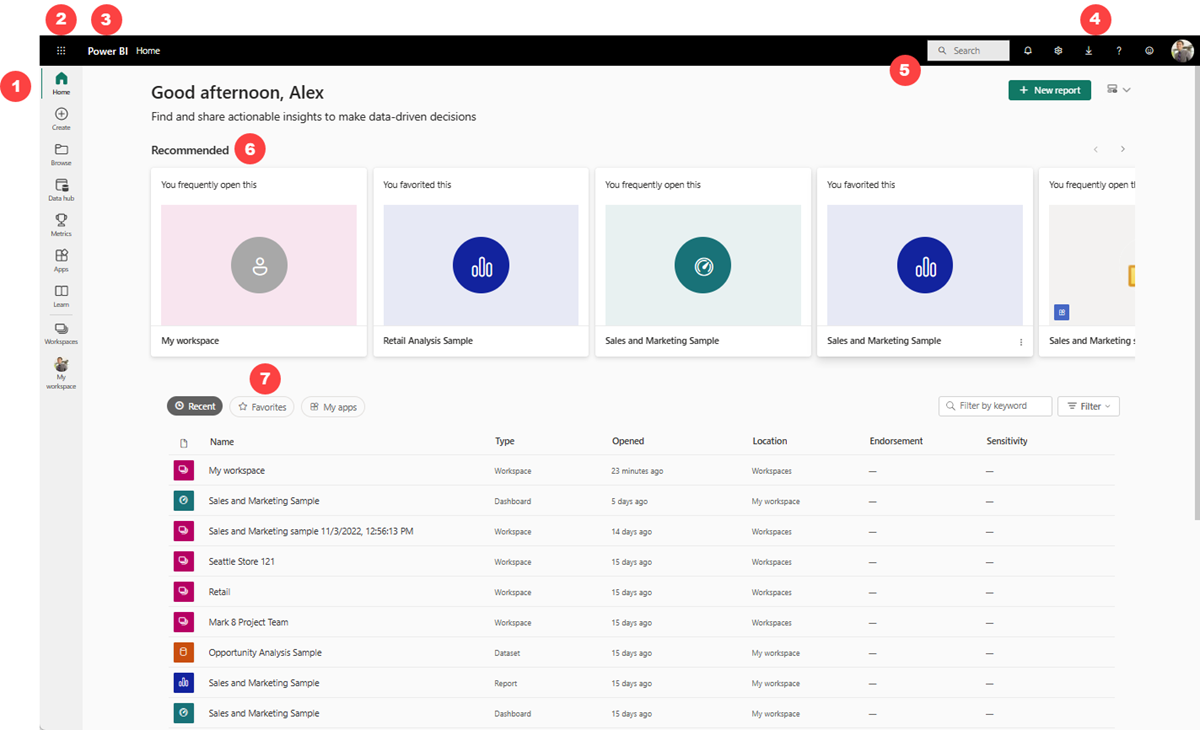 2 3 4
Power BI Home Search ?
1 5
Home
Good afternoon, Alex
New report
Create
Find and share actionable insights to make data-driven decisions
Browse
Recommended 6
Data hub
Metrics
Apps
Learn
Workspaces
My
workspace
You frequently open this
My workspace
You favorited this
Retail Analysis Sample
You frequently open this
Sales and Marketing Sample
You favorited this
Sales and Marketing Sample
You frequently open
Sales and Marketing
7
Recent Favorites My apps Filter by keyword Filter
Name Type Opened Location Endorsement Sensitivity
My workspace Workspace 23 minutes ago Workspaces — —
Sales and Marketing Sample Dashboard 5 days ago My workspace — —
Sales and Marketing sample 11/3/2022, 12:56:13 PM Workspace 14 days ago Workspaces — —
Seattle Store 121 Workspace 15 days ago Workspaces — —
Retail Workspace 15 days ago Workspaces — —
Mark 8 Project Team Workspace 15 days ago Workspaces — —
Opportunity Analysis Sample Dataset 15 days ago My workspace — —
Sales and Marketing Sample Report 15 days ago My workspace — —
Sales and Marketing Sample Dashboard 15 days ago My workspace — —